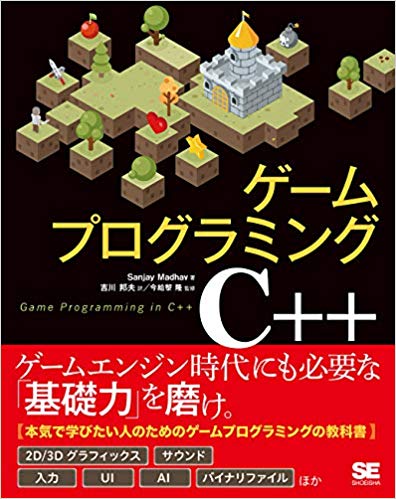 ゲーム
プログラミング
C++
Sanjay Madhav 著
吉川 邦夫 訳／今給黎 隆 監修
Game Programming in C++
ゲームエンジン時代にも必要な
「基礎力」を磨け。
【本気で学びたい人のためのゲームプログラミングの教科書】
2D/3D グラフィックス サウンド
入力 UI AI バイナリファイル ほか
SE
SHOEISHA